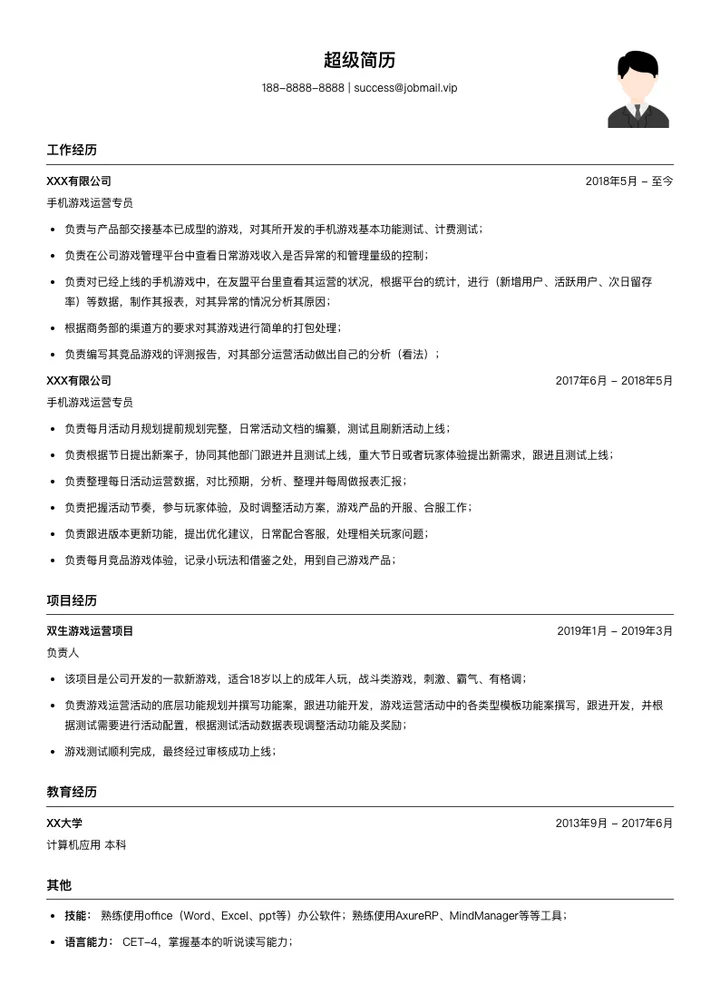 超级简历
188-8888-8888 | success@jobmail.vip
工作经历
XXX有限公司 2018年5月 – 至今
手机游戏运营专员
• 负责与产品部交接基本已成型的游戏，对其所开发的手机游戏基本功能测试、计费测试；
• 负责在公司游戏管理平台中查看日常游戏收入是否异常的和管理量级的控制；
• 负责对已经上线的手机游戏中，在友盟平台里查看其运营的状况，根据平台的统计，进行（新增用户、活跃用户、次日留存
率）等数据，制作其报表，对其异常的情况分析其原因；
• 根据商务部的渠道方的要求对其游戏进行简单的打包处理；
• 负责编写其竞品游戏的评测报告，对其部分运营活动做出自己的分析（看法）；
XXX有限公司 2017年6月 – 2018年5月
手机游戏运营专员
• 负责每月活动月规划提前规划完整，日常活动文档的编纂，测试且刷新活动上线；
• 负责根据节日提出新案子，协同其他部门跟进并且测试上线，重大节日或者玩家体验提出新需求，跟进且测试上线；
• 负责整理每日活动运营数据，对比预期，分析、整理并每周做报表汇报；
• 负责把握活动节奏，参与玩家体验，及时调整活动方案，游戏产品的开服、合服工作；
• 负责跟进版本更新功能，提出优化建议，日常配合客服，处理相关玩家问题；
• 负责每月竞品游戏体验，记录小玩法和借鉴之处，用到自己游戏产品；
项目经历
双生游戏运营项目 2019年1月 – 2019年3月
负责人
• 该项目是公司开发的一款新游戏，适合18岁以上的成年人玩，战斗类游戏，刺激、霸气、有格调；
• 负责游戏运营活动的底层功能规划并撰写功能案，跟进功能开发，游戏运营活动中的各类型模板功能案撰写，跟进开发，并根
据测试需要进行活动配置，根据测试活动数据表现调整活动功能及奖励；
• 游戏测试顺利完成，最终经过审核成功上线；
教育经历
XX大学 2013年9月 – 2017年6月
计算机应用 本科
其他
• 技能： 熟练使用office（Word、Excel、ppt等）办公软件；熟练使用AxureRP、MindManager等等工具；
• 语言能力： CET-4，掌握基本的听说读写能力；